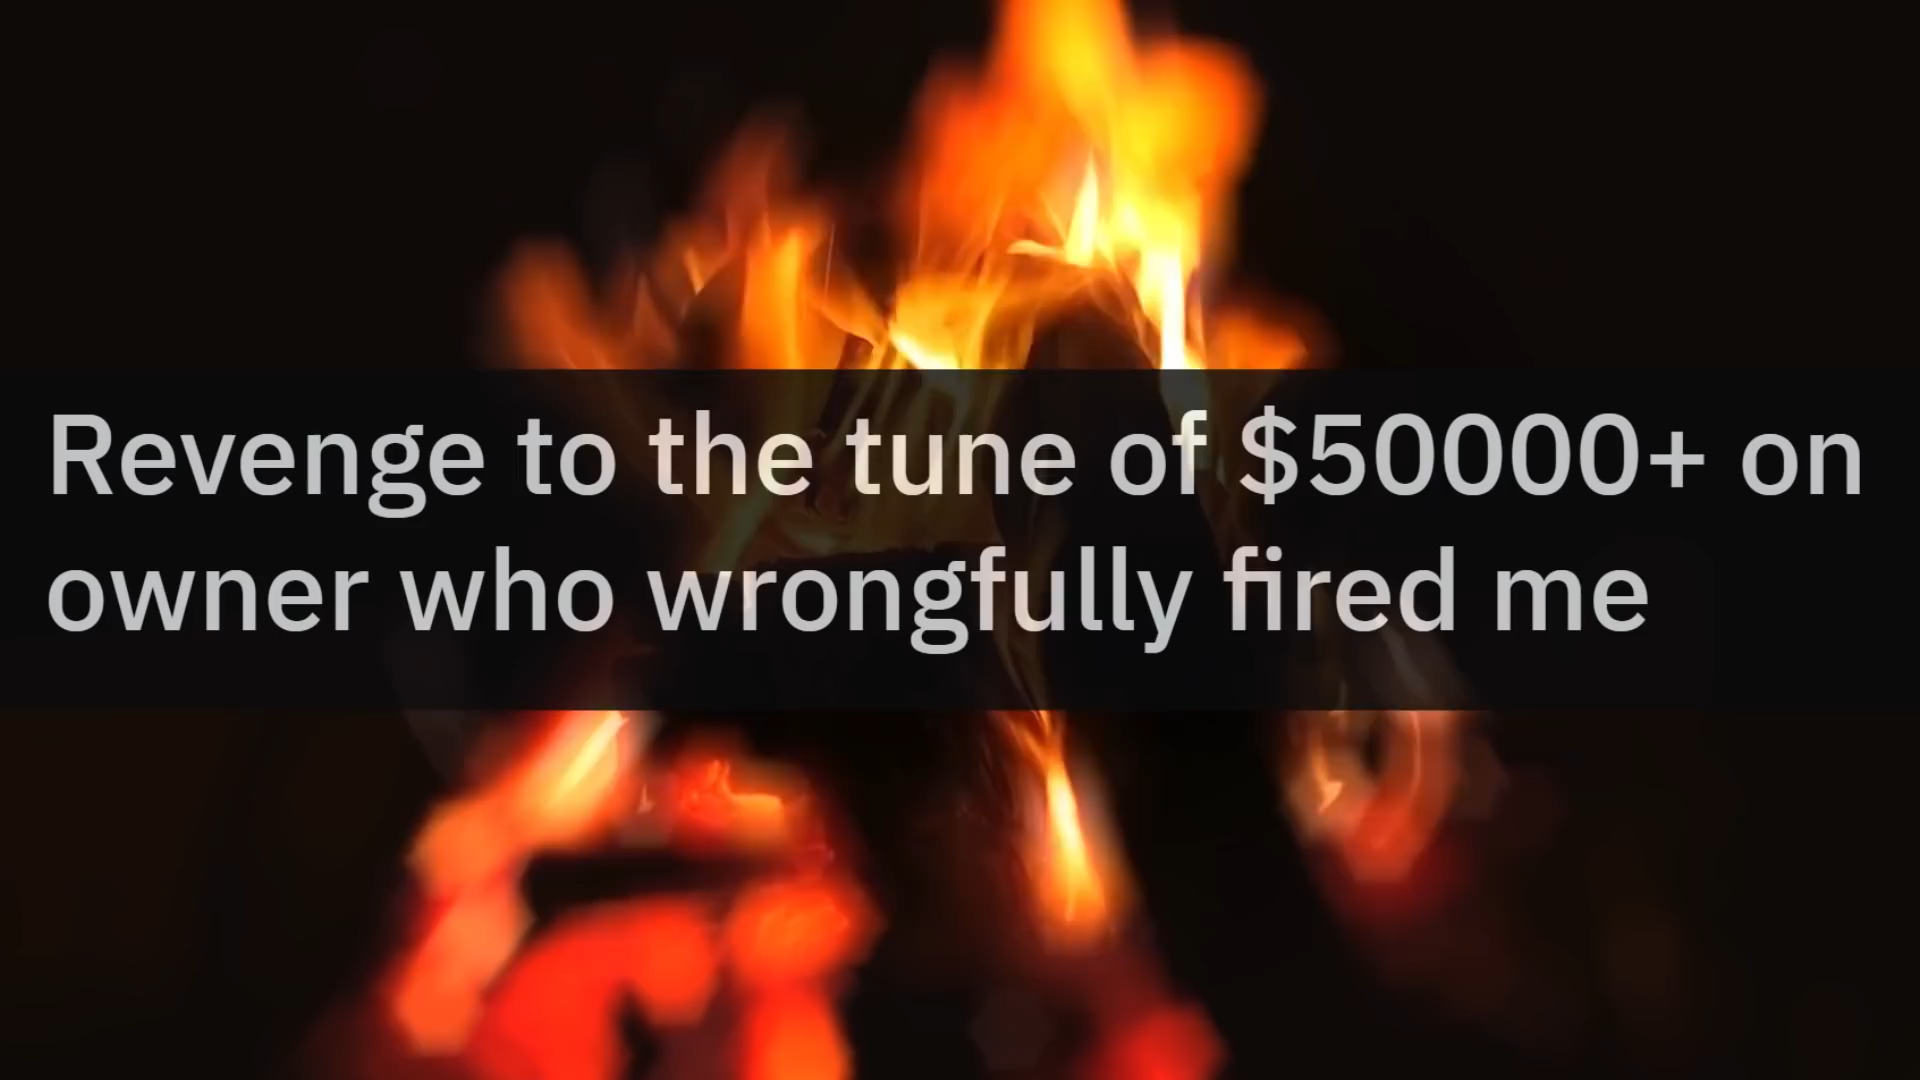 Revenge to the tune of $50000+ on
owner who wrongfully fired me